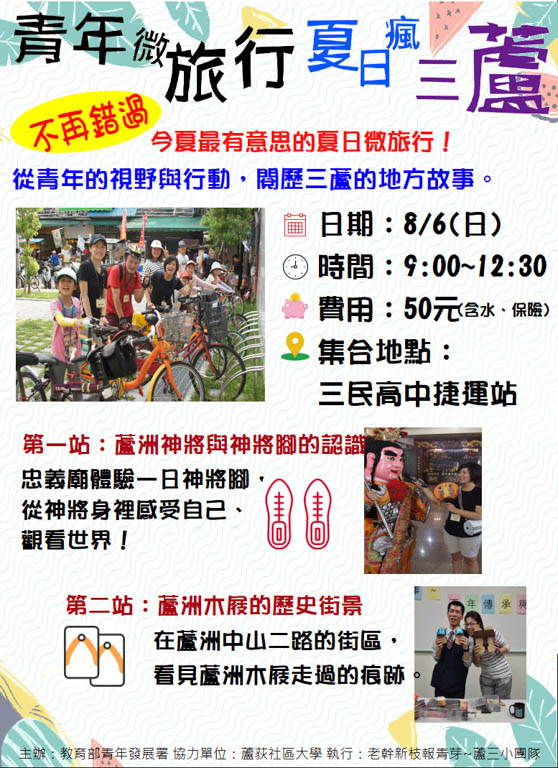 青年微旅行夏日瘋三蘆
不再錯過
今夏最有意思的夏日微旅行！
從青年的視野與行動，閱歷三蘆的地方故事。
日期：8/6(日)
時間：9:00~12:30
費用：50元(含水、保險)
集合地點：
三民高中捷運站
第一站：蘆洲神將與神將腳的認識
忠義廟體驗一日神將腳，
從神將身裡感受自己、
觀看世界！
第二站：蘆洲木屐的歷史街景
在蘆洲中山二路的街區，
看見蘆洲木屐走過的痕跡。
年傳承與
主辦：教育部青年發展署 協力單位：蘆荻社區大學 執行：老幹新枝報青芽~蘆三小團隊